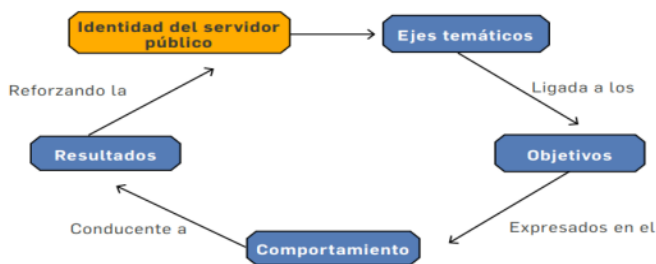 Identidad del servidor
público
Ejes temáticos
Reforzando la
Ligada a los
Resultados
Objetivos
Conducente a
Expresados en el
Comportamiento